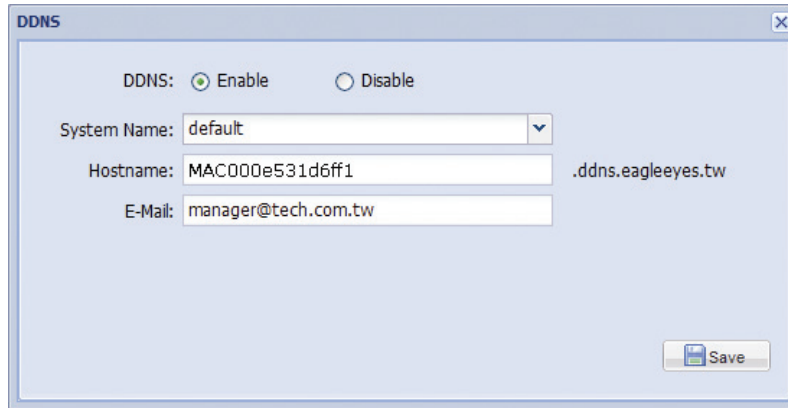 DDNS
DDNS: Enable Disable
System Name: default
Hostname: MAC000e531d6ff1 .ddns.eagleeyes.tw
E-Mail: manager@tech.com.tw
Save